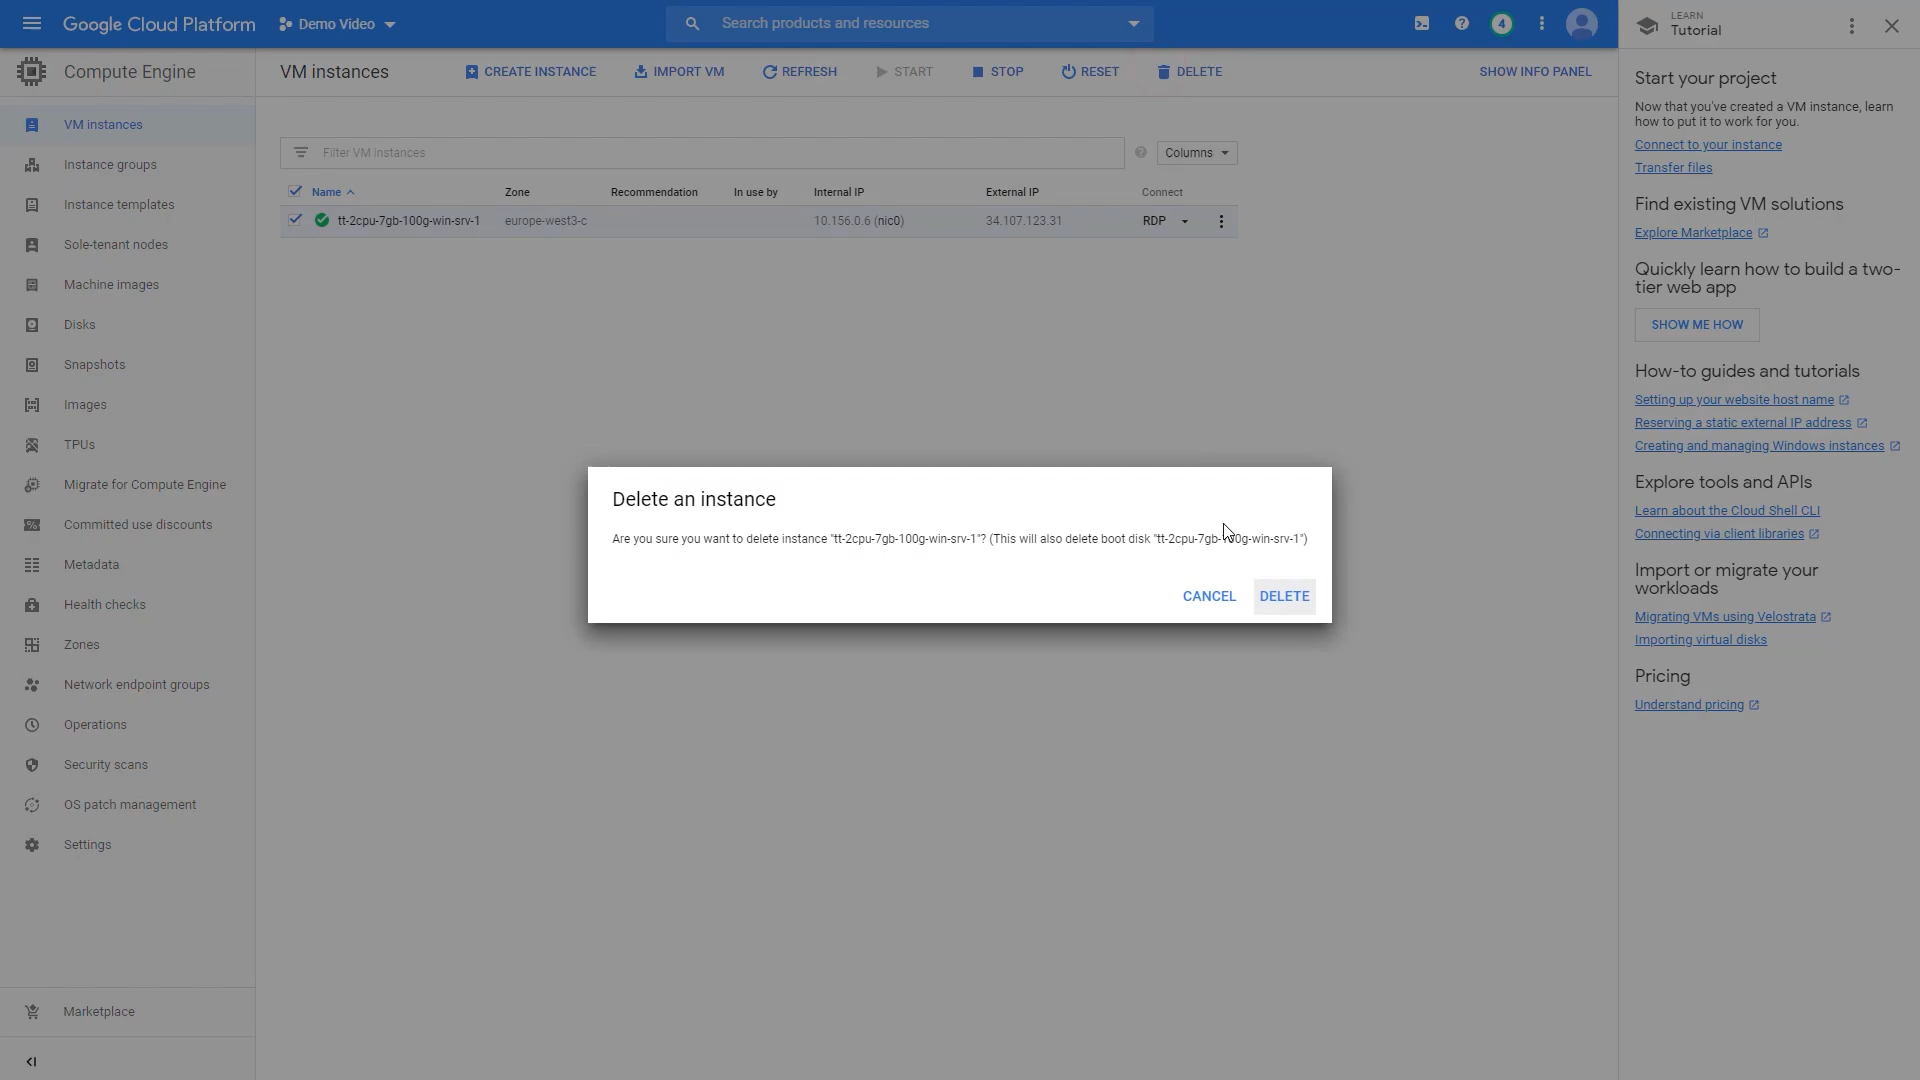 Google Cloud Platform
Demo Video
Search products and resources
4
LEARN
Tutorial
Compute Engine
VM instances
CREATE INSTANCE
IMPORT VM
REFRESH
START
STOP
RESET
DELETE
SHOW INFO PANEL
VM instances
Instance groups
Instance templates
Sole-tenant nodes
Machine images
Disks
Snapshots
Images
TPUs
Migrate for Compute Engine
Committed use discounts
Metadata
Health checks
Zones
Network endpoint groups
Operations
Security scans
OS patch management
Settings
Marketplace
Filter VM instances
Columns
Name Zone Recommendation In use by Internal IP External IP Connect
tt-2cpu-7gb-100g-win-srv-1 europe-west3-c 10.156.0.6 (nic0) 34.107.123.31 RDP
Delete an instance
Are you sure you want to delete instance "tt-2cpu-7gb-100g-win-srv-1"? (This will also delete boot disk "tt-2cpu-7gb-100g-win-srv-1")
CANCEL DELETE
Start your project
Now that you've created a VM instance, learn
how to put it to work for you.
Connect to your instance
Transfer files
Find existing VM solutions
Explore Marketplace
Quickly learn how to build a two-
tier web app
SHOW ME HOW
How-to guides and tutorials
Setting up your website host name
Reserving a static external IP address
Creating and managing Windows instances
Explore tools and APIs
Learn about the Cloud Shell CLI
Connecting via client libraries
Import or migrate your
workloads
Migrating VMs using Velostrata
Importing virtual disks
Pricing
Understand pricing